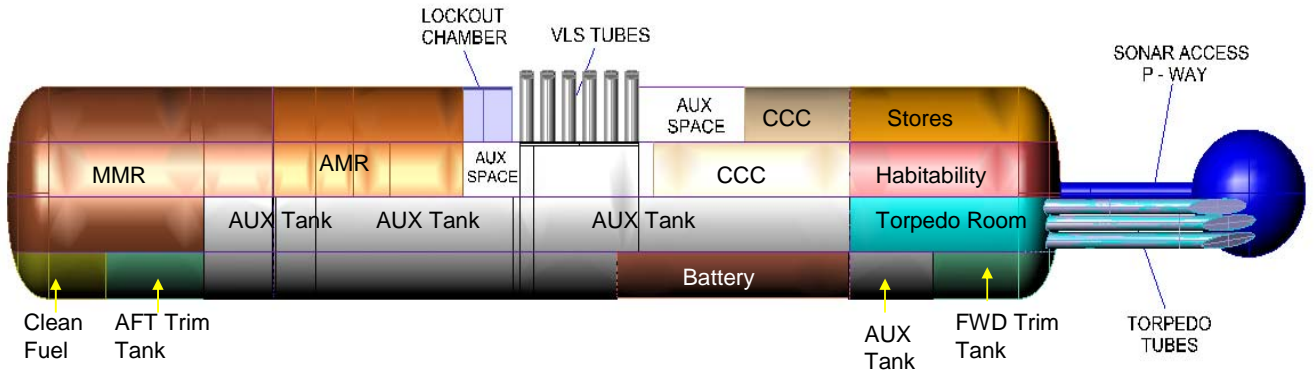 LOCKOUT
CHAMBER
VLS TUBES
SONAR ACCESS
P - WAY
AUX
SPACE
CCC
Stores
MMR
AMR
AUX
SPACE
CCC
Habitability
AUX Tank
AUX Tank
AUX Tank
Torpedo Room
Battery
Clean
Fuel
AFT Trim
Tank
AUX
Tank
FWD Trim
Tank
TORPEDO
TUBES